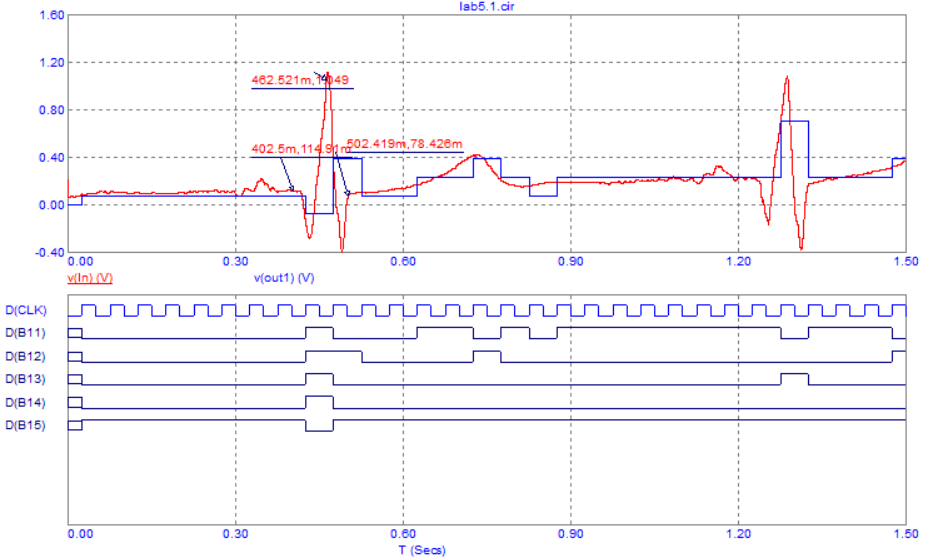 lab5.1.cir
1.60
1.20
0.80
0.40
0.00
-0.40
462.521m,1.049
402.5m,114.91m
502.419m,78.426m
0.00 0.30 0.60 0.90 1.20 1.50
v(In) (V) v(out1) (V)
D(CLK)
D(B11)
D(B12)
D(B13)
D(B14)
D(B15)
0.00 0.30 0.60 0.90 1.20 1.50
T (Secs)